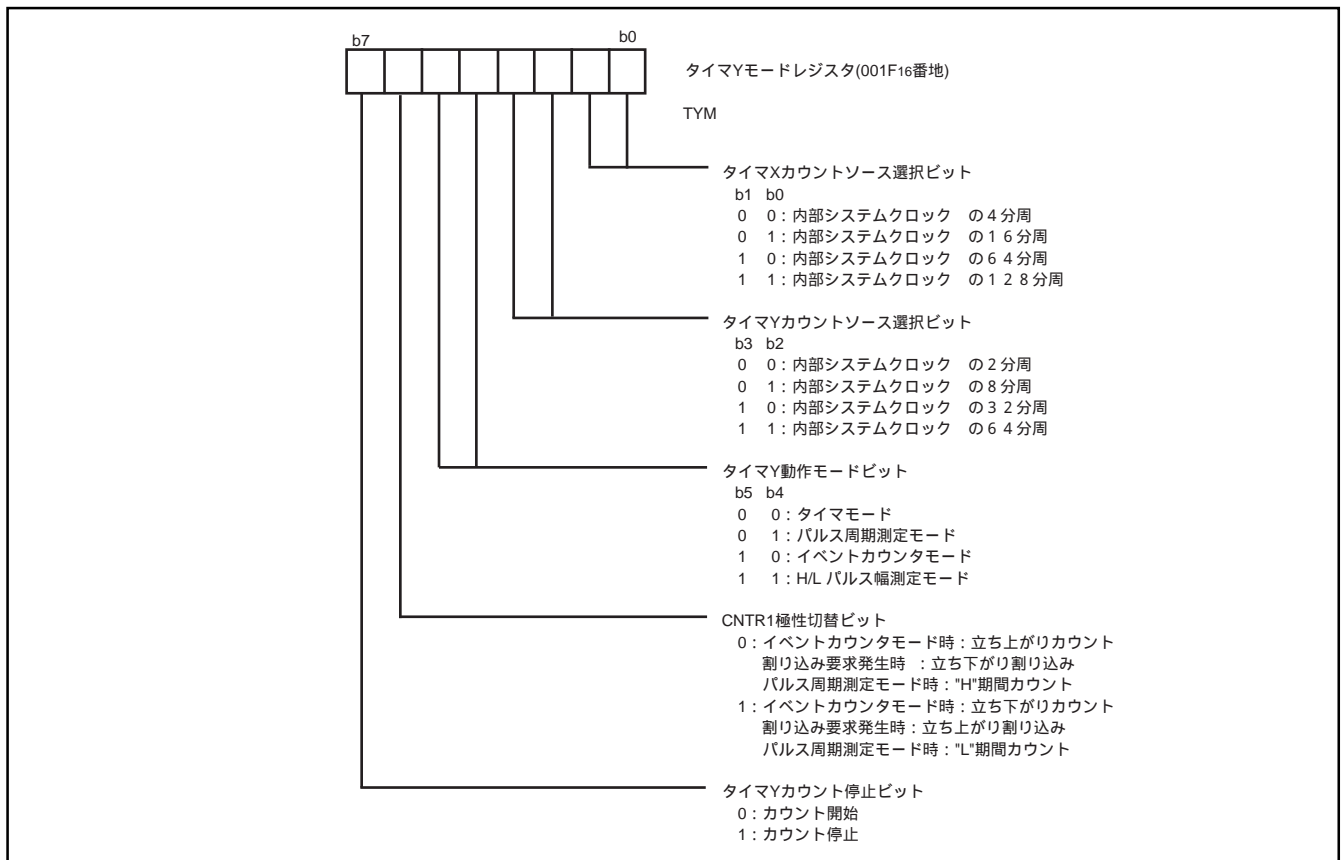 b7 b0
タイマYモードレジスタ(001F16番地)
TYM
タイマXカウントソース選択ビット
b1 b0
0 0：内部システムクロック の４分周
0 1：内部システムクロック の１６分周
1 0：内部システムクロック の６４分周
1 1：内部システムクロック の１２８分周
タイマYカウントソース選択ビット
b3 b2
0 0：内部システムクロック の２分周
0 1：内部システムクロック の８分周
1 0：内部システムクロック の３２分周
1 1：内部システムクロック の６４分周
タイマY動作モードビット
b5 b4
0 0：タイマモード
0 1：パルス周期測定モード
1 0：イベントカウンタモード
1 1：H/L パルス幅測定モード
CNTR1極性切替ビット
0：イベントカウンタモード時：立ち上がりカウント
割り込み要求発生時 ：立ち下がり割り込み
パルス周期測定モード時："H"期間カウント
1：イベントカウンタモード時：立ち下がりカウント
割り込み要求発生時：立ち上がり割り込み
パルス周期測定モード時："L"期間カウント
タイマYカウント停止ビット
0：カウント開始
1：カウント停止